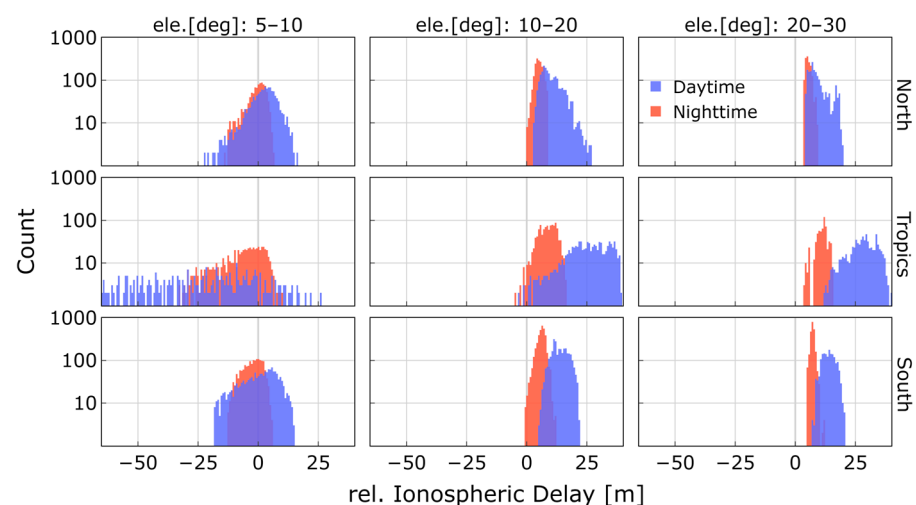 ele.[deg]: 5–10 ele.[deg]: 10–20 ele.[deg]: 20–30
1000
100
10
Daytime
Nighttime
North
1000
100
10
Tropics
1000
100
10
South
Count
−50 −25 0 25 −50 −25 0 25 −50 −25 0 25
rel. Ionospheric Delay [m]